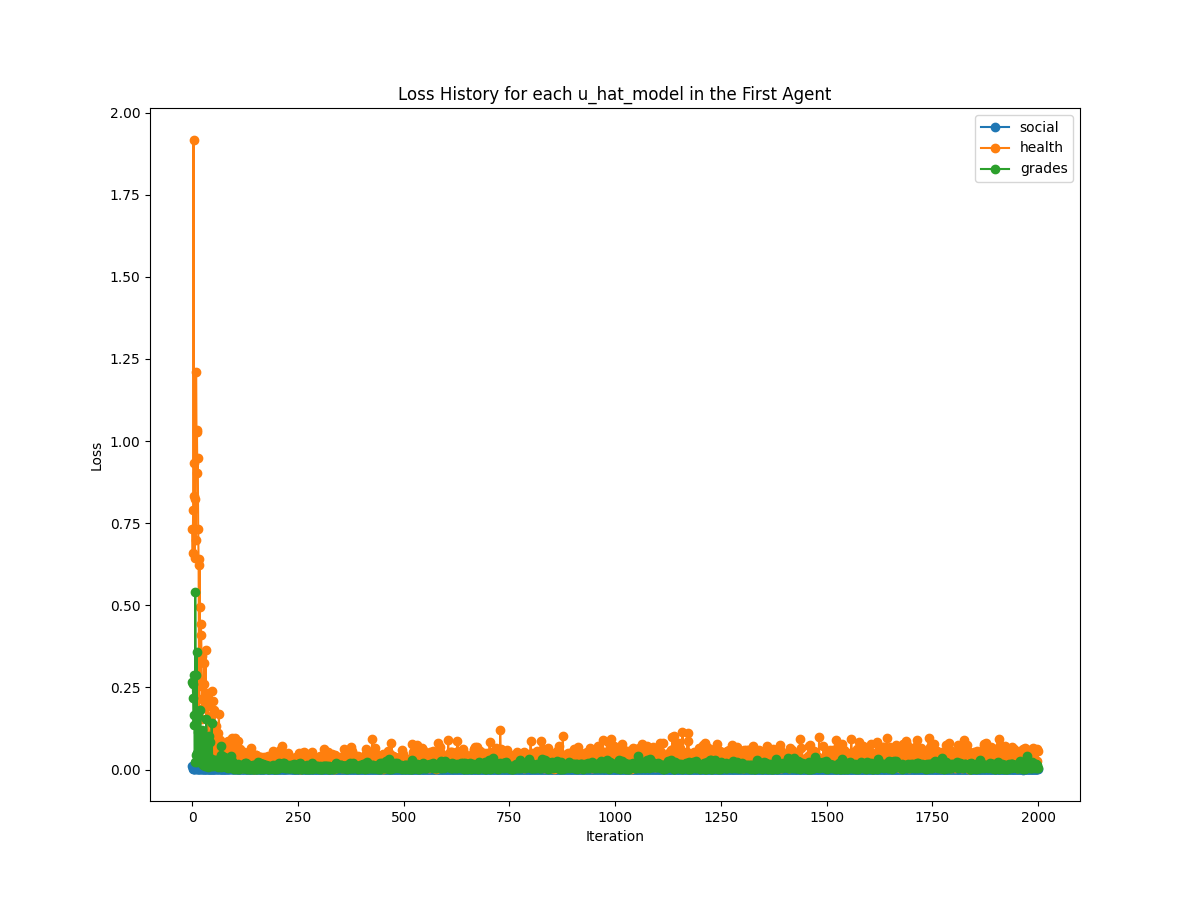 Loss History for each u_hat_model in the First Agent
social
health
grades
2.00
1.75
1.50
1.25
1.00
0.75
0.50
0.25
0.00
Loss
0 250 500 750 1000 1250 1500 1750 2000
Iteration